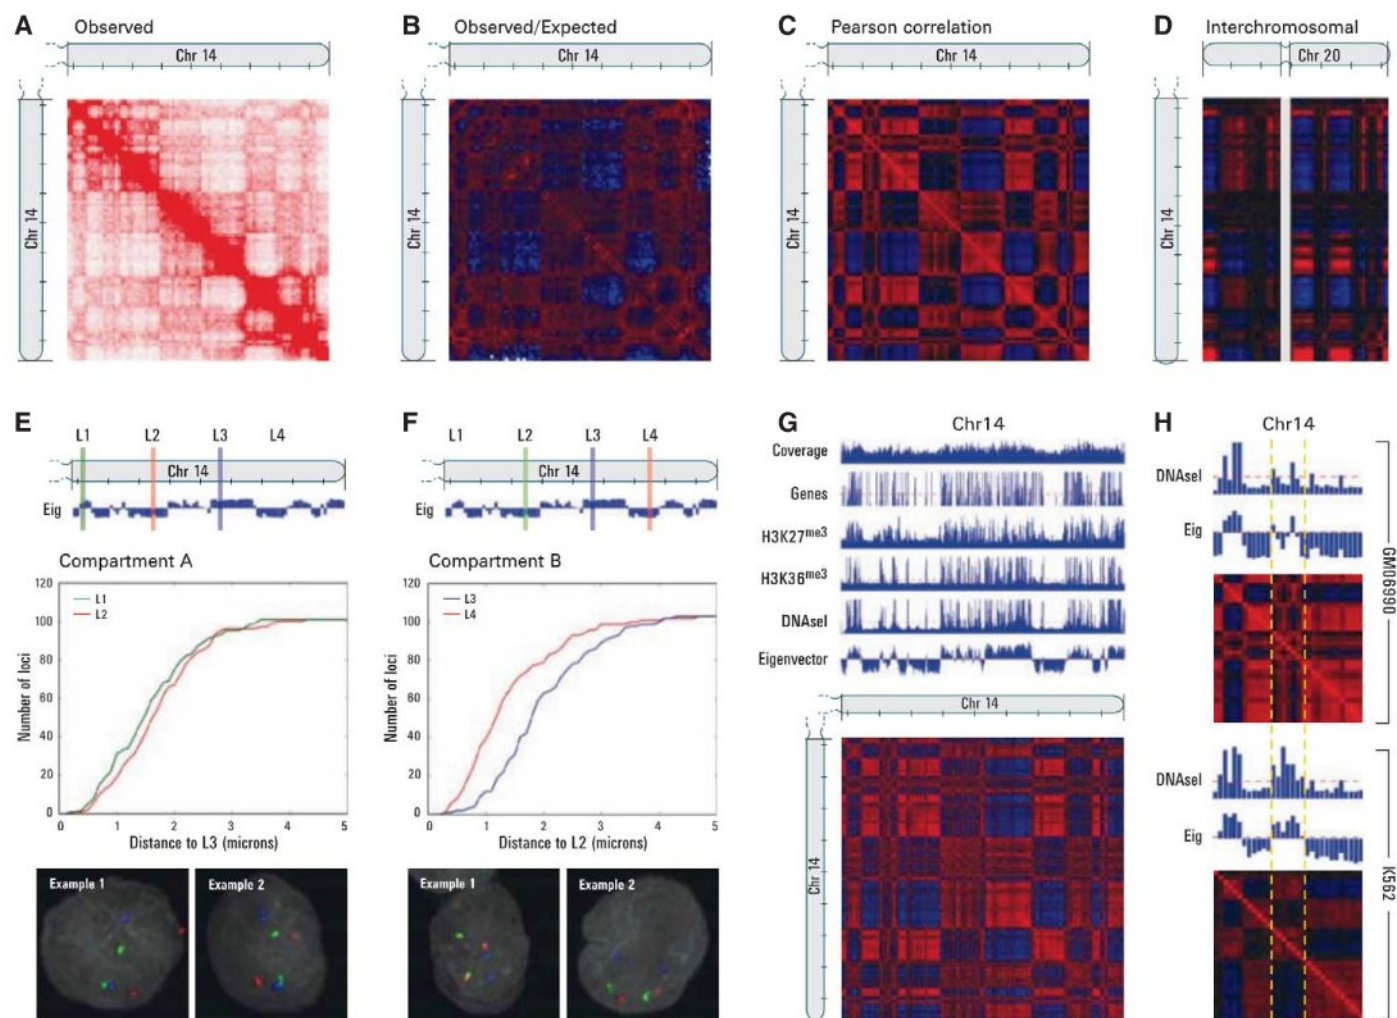 A Observed
Chr 14
Chr 14
B Observed/Expected
Chr 14
Chr 14
C Pearson correlation
Chr 14
Chr 14
D Interchromosomal
Chr 20
Chr 14
E
L1 L2 L3 L4
Chr 14
Eig
Compartment A
120
100
80
60
40
20
0
L1
L2
Number of loci
0 1 2 3 4 5
Distance to L3 (microns)
Example 1
Example 2
F
L1 L2 L3 L4
Chr 14
Eig
Compartment B
120
100
80
60
40
20
0
L3
L4
Number of loci
0 1 2 3 4 5
Distance to L2 (microns)
Example 1
Example 2
G
Chr14
Coverage
Genes
H3K27me3
H3K36me3
DNAseI
Eigenvector
Chr 14
Chr 14
H
Chr14
DNAseI
Eig
GM06990
DNAseI
Eig
K562